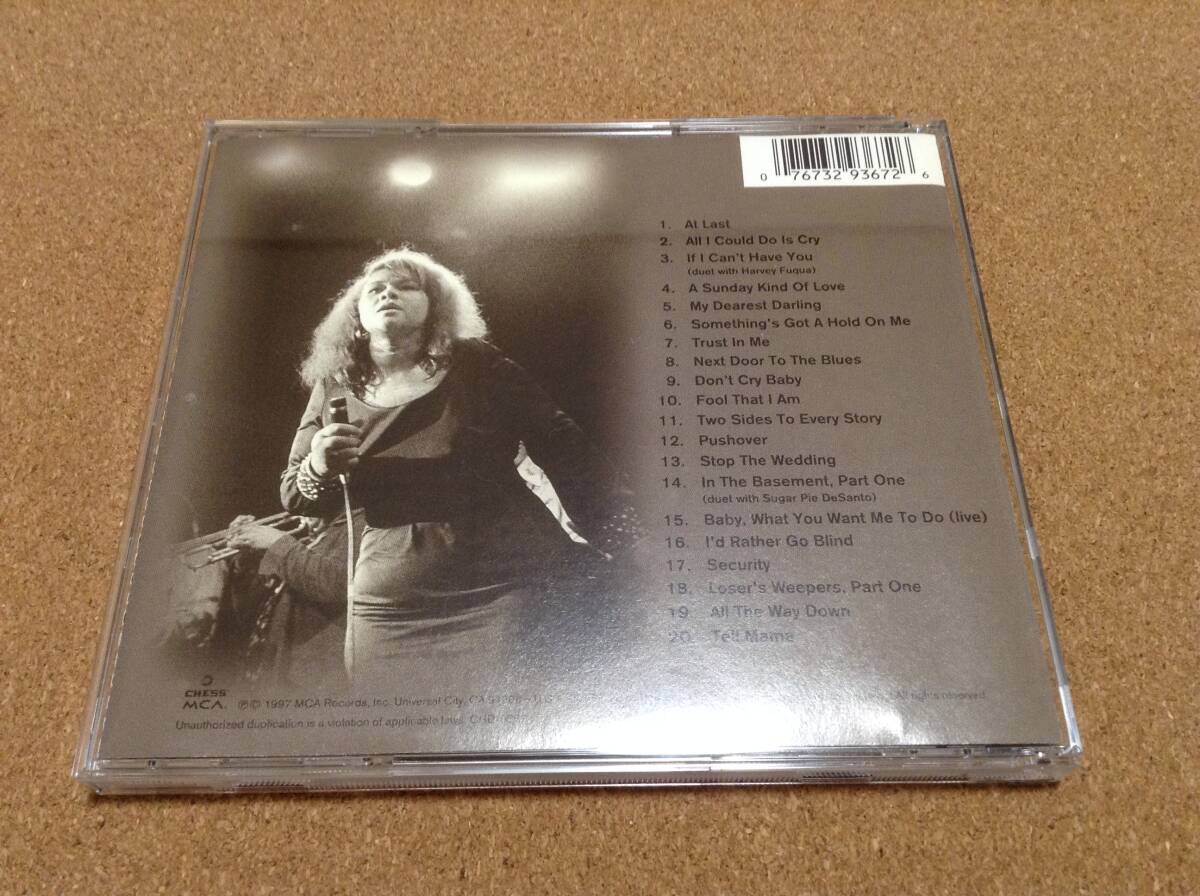 0 76732 93672 6
1. At Last
2. All I Could Do Is Cry
3. If I Can't Have You
(duet with Harvey Fuqua)
4. A Sunday Kind Of Love
5. My Dearest Darling
6. Something's Got A Hold On Me
7. Trust In Me
8. Next Door To The Blues
9. Don't Cry Baby
10. Fool That I Am
11. Two Sides To Every Story
12. Pushover
13. Stop The Wedding
14. In The Basement, Part One
(duet with Sugar Pie DeSanto)
15. Baby, What You Want Me To Do (live)
16. I'd Rather Go Blind
17. Security
18. Loser's Weepers, Part One
19 All The Way Down
20 Tell Mama
CHESS
MCA.
℗© 1997 MCA Records, Inc. Universal City, CA
All rights reserved.
Unauthorized duplication is a violation of applicable laws.